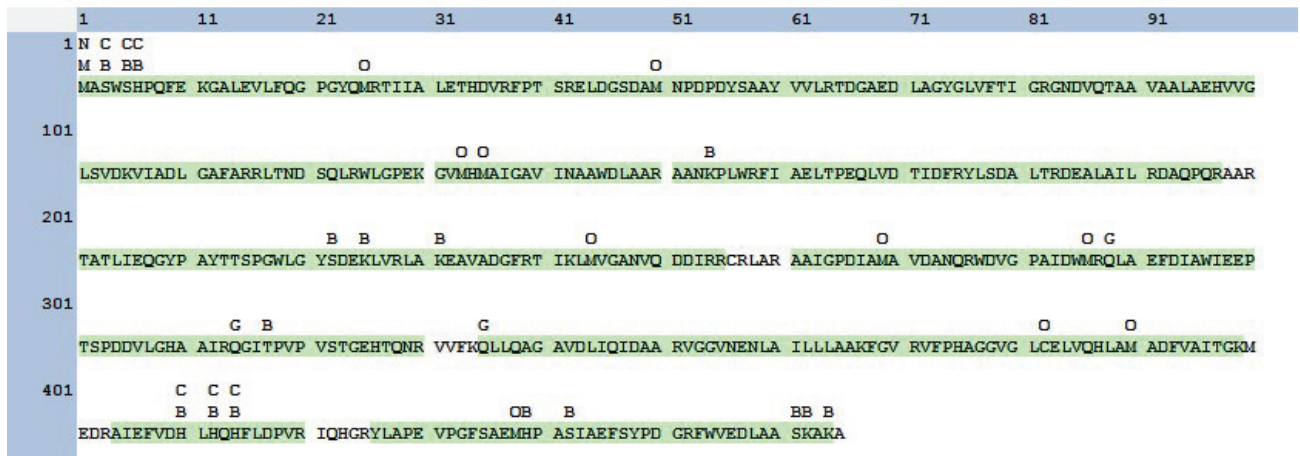 1 11 21 31 41 51 61 71 81 91
1 N C CC
M B BB O O
MASWSHPQFE KGALEVLFQG PGYQMRTIIA LETHDVRFPT SRELDGSDAM NPDPDYSAAY VVLRTDGAED LAGYGLVFTI GRGNDVQTAA VAALAEHVVG
101
O O B
LSVDKVIADL GAFARRLTND SQLRWLGPEK GVMHMAIGAV INAAWDLAAR AANKPLWRFI AELTPEQLVD TIDFRYLSDA LTRDEALAIL RDAQPQRAAR
201
B B B O O O G
TATLIEQGYP AYTTSPGWLG YSDEKLVRLA KEAVADGFRT IKLMVGANVQ DDIRRCRLAR AAIGPDIAMA VDANQRWDVG PAIDWMRQLA EFDIAWIEEP
301
G B G O O
TSPDDVLGHA AIRQGITPVP VSTGEHTQNR VVFKQLLQAG AVDLIQIDAA RVGGVNENLA ILLLAAKFGV RVFPHAGGVG LCELVQHLAM ADFVAITGKM
401
C C C
B B B OB B BB B
EDRAIEFVDH LHQHFLDPVR IQHGRYLAPE VPGFSAEMHP ASIAEFSYPD GRFWVEDLAA SKAKA